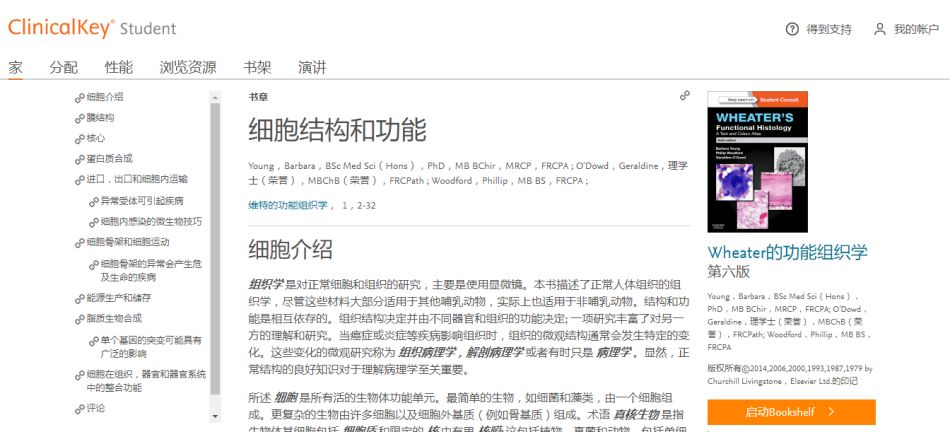 ClinicalKey® Student
得到支持
我的帐户
家 分配 性能 浏览资源 书架 演讲
细胞介绍
膜结构
核心
蛋白质合成
进口，出口和细胞内运输
异常受体可引起疾病
细胞内感染的微生物技巧
细胞骨架和细胞运动
细胞骨架的异常会产生危
及生命的疾病
能源生产和储存
脂质生物合成
单个基因的突变可能具有
广泛的影响
细胞在组织，器官和器官系统
中的整合功能
评论
书章
细胞结构和功能
Young，Barbara，BSc Med Sci（Hons），PhD，MB BChir，MRCP，FRCPA；O'Dowd，Geraldine，理学
士（荣誉），MBChB（荣誉），FRCPath；Woodford，Phillip，MB BS，FRCPA；
维特的功能组织学， 1，2-32
细胞介绍
组织学 是对正常细胞和组织的研究，主要是使用显微镜。本书描述了正常人体组织的组
织学，尽管这些材料大部分适用于其他哺乳动物，实际上也适用于非哺乳动物。结构和功
能是相互依存的。组织结构决定并由不同器官和组织的功能决定; 一项研究丰富了对另一
方的理解和研究。当癌症或炎症等疾病影响组织时，组织的微观结构通常会发生特定的变
化。这些变化的微观研究称为 组织病理学，解剖病理学 或者有时只是 病理学 。显然，正
常结构的良好知识对于理解病理学至关重要。
所述 细胞 是所有活的生物体功能单元。最简单的生物，如细菌和藻类，由一个细胞组
成。更复杂的生物由许多细胞以及细胞外基质（例如骨基质）组成。术语 真核生物 是指
Student Consult
WHEATER'S
Functional Histology
A Text and Colour Atlas
Barbara Young
Phillip Woodford
Geraldine O'Dowd
Wheater的功能组织学
第六版
Young，Barbara，BSc Med Sci（Hons），
PhD，MB BChir，MRCP，FRCPA; O'Dowd，
Geraldine，理学士（荣誉），MBChB（荣
誉），FRCPath; Woodford，Phillip，MB BS，
FRCPA
版权所有©2014,2006,2000,1993,1987,1979 by
Churchill Livingstone，Elsevier Ltd.的印记
启动Bookshelf